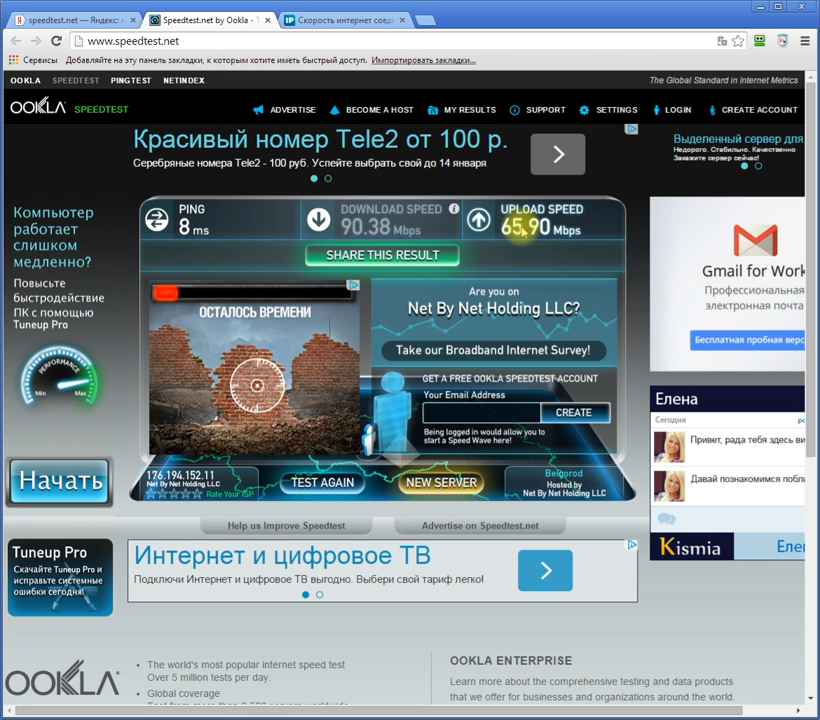 speedtest.net — Яндекс:
Speedtest.net by Ookla - T
IP Скорость интернет соед
www.speedtest.net
Сервисы Добавляйте на эту панель закладки, к которым хотите иметь быстрый доступ. Импортировать закладки...
OOKLA SPEEDTEST PINGTEST NETINDEX
The Global Standard in Internet Metrics
OOKLA SPEEDTEST
ADVERTISE BECOME A HOST MY RESULTS SUPPORT SETTINGS LOGIN CREATE ACCOUNT
Красивый номер Tele2 от 100 р.
Серебряные номера Tele2 - 100 руб. Успейте выбрать свой до 14 января
Выделенный сервер для
Недорого. Стабильно. Качественно
Закажите сервер сейчас!
Компьютер
работает
слишком
медленно?
Повысьте
быстродействие
ПК с помощью
Tuneup Pro
PERFORMANCE
Min Max
Начать
PING
8 ms
DOWNLOAD SPEED
90.38 Mbps
UPLOAD SPEED
65.90 Mbps
SHARE THIS RESULT
ОСТАЛОСЬ ВРЕМЕНИ
Are you on
Net By Net Holding LLC?
Take our Broadband Internet Survey!
GET A FREE OOKLA SPEEDTEST ACCOUNT
Your Email Address
CREATE
Being logged in would allow you to
start a Speed Wave here!
176.194.152.11
Net By Net Holding LLC
Rate Your ISP
TEST AGAIN
NEW SERVER
Belgorod
Hosted by
Net By Net Holding LLC
Gmail for Work
Профессиональная
электронная почта
Бесплатная пробная верс
Елена
Сегодня
Привет, рада тебя здесь ви
Давай познакомимся побл
Kismia
Еле
Help us Improve Speedtest
Advertise on Speedtest.net
Tuneup Pro
Скачайте Tuneup Pro и
исправьте системные
ошибки сегодня!
Интернет и цифровое ТВ
Подключи Интернет и цифровое ТВ выгодно. Выбери свой тариф легко!
OOKLA
The world's most popular internet speed test
Over 5 million tests per day.
Global coverage
OOKLA ENTERPRISE
Learn more about the comprehensive testing and data products
that we offer for businesses and organizations around the world.